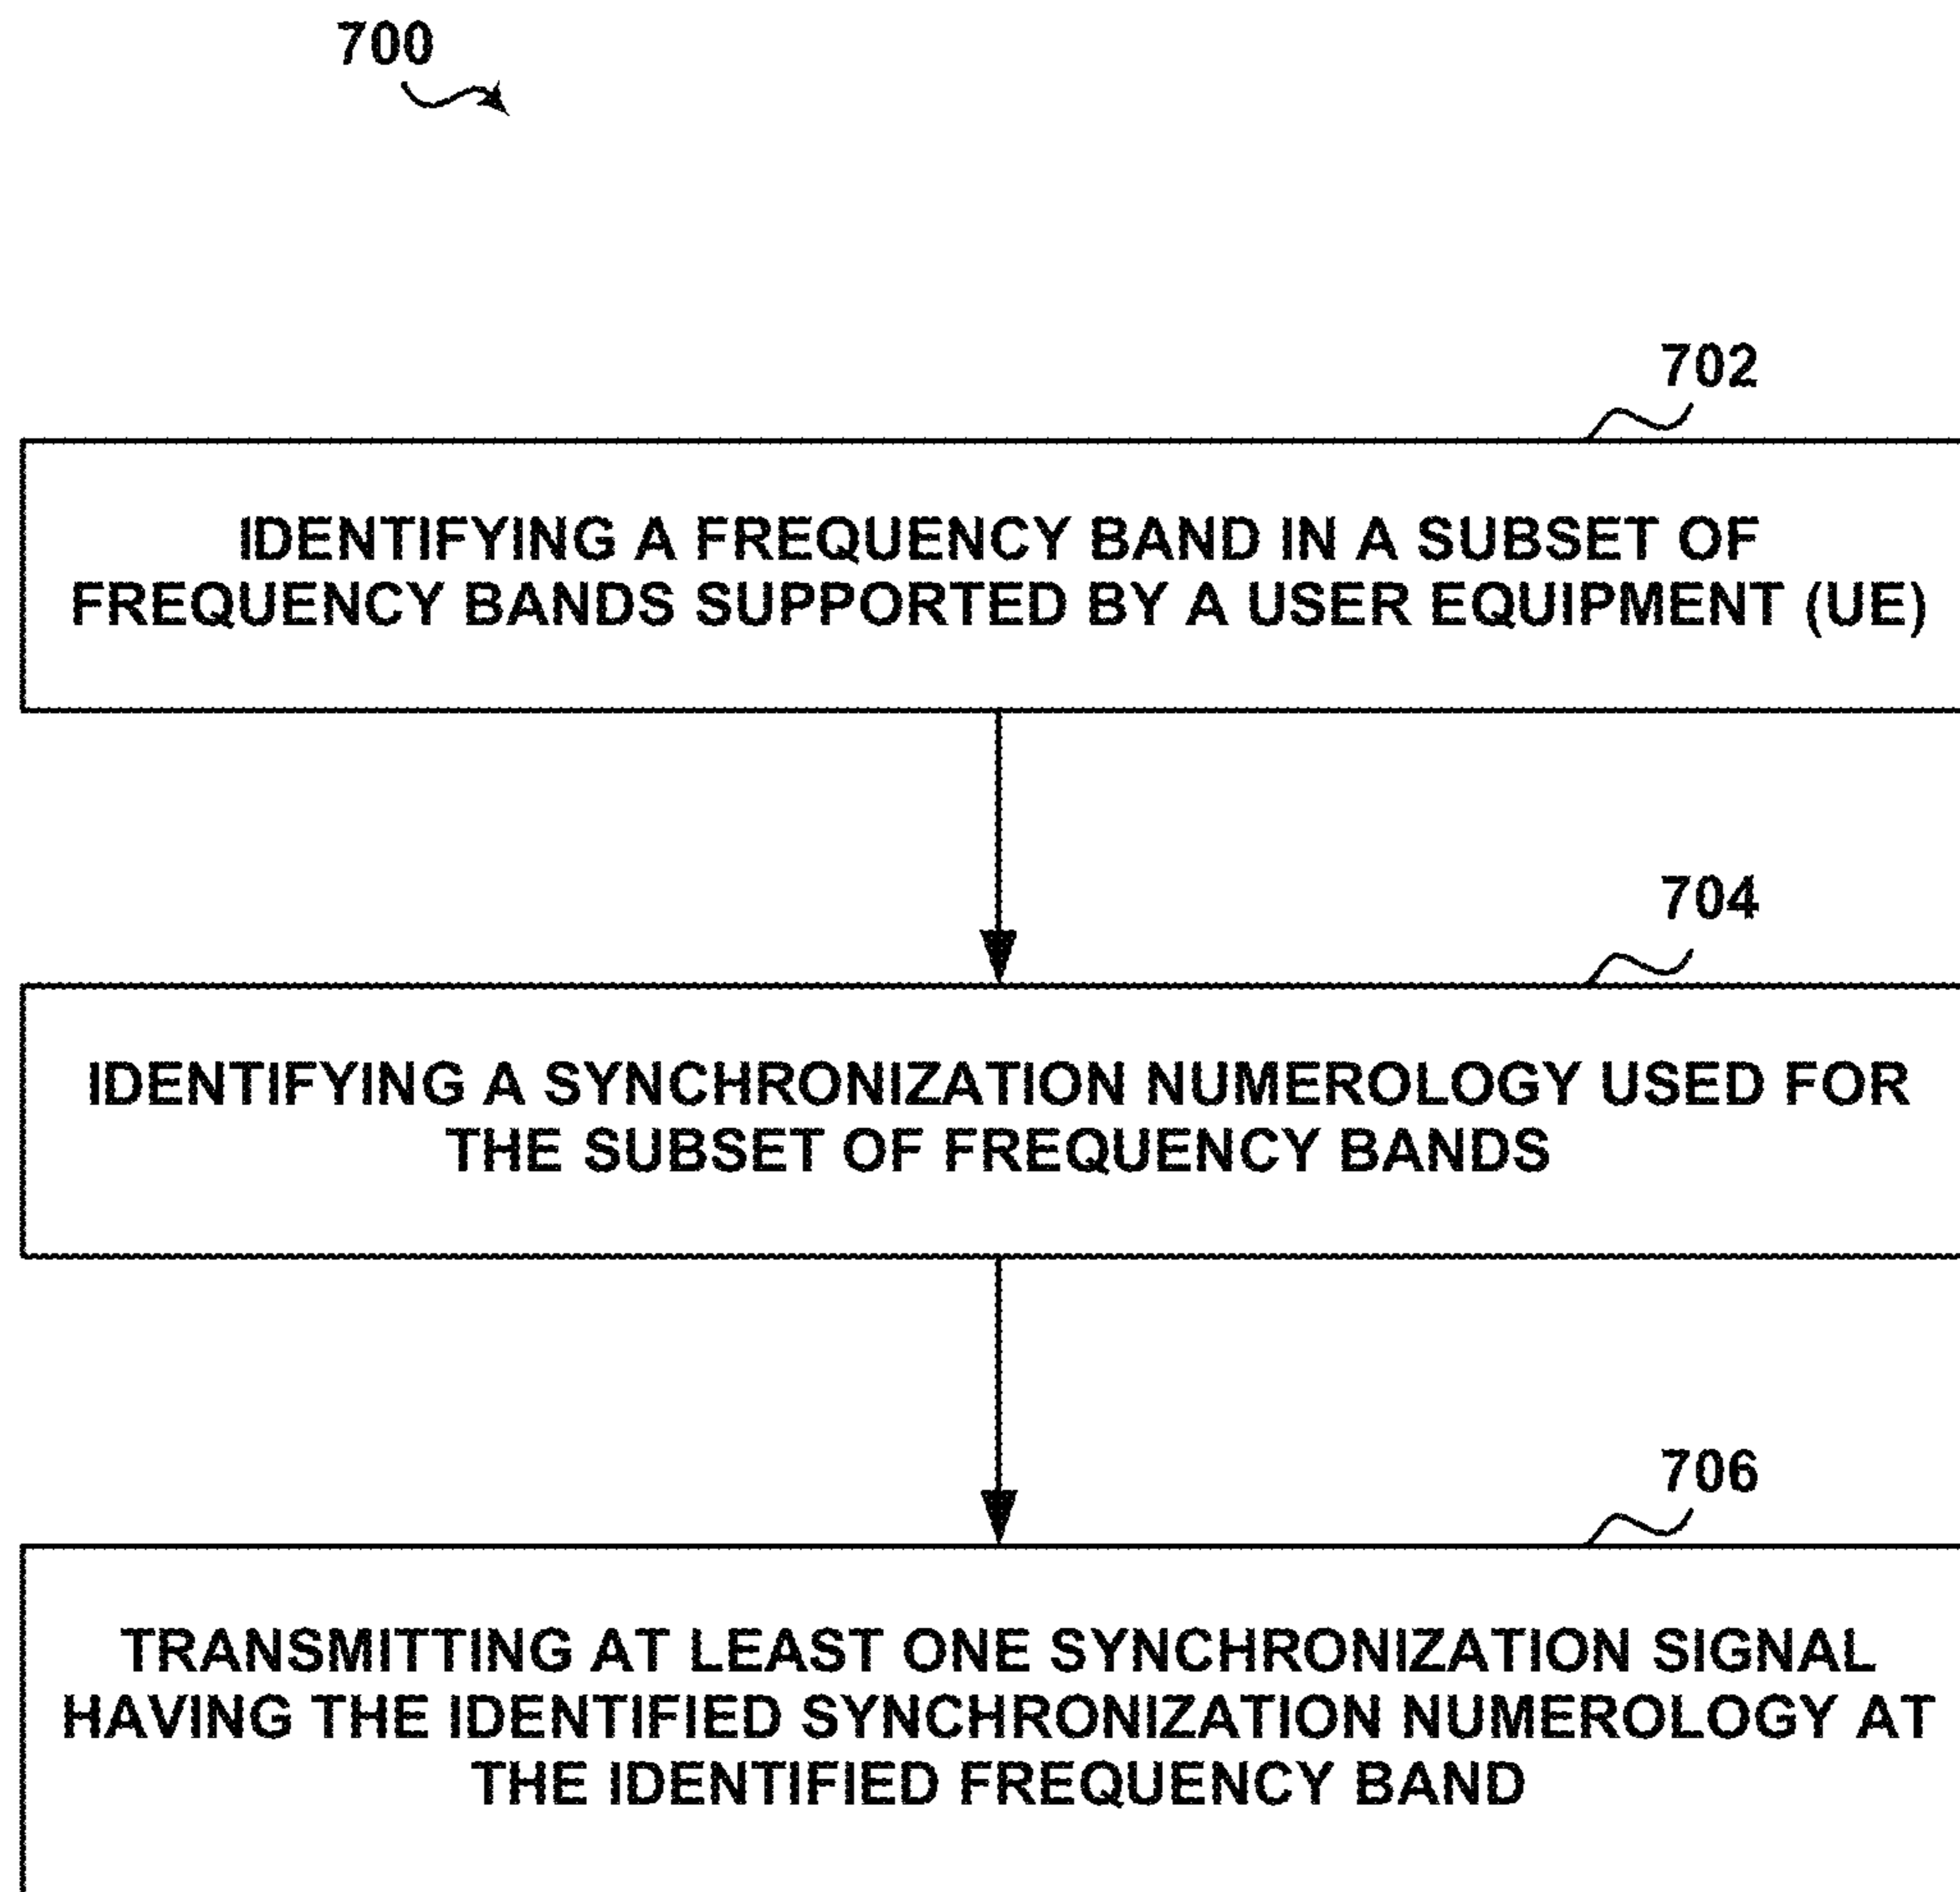 700
702
IDENTIFYING A FREQUENCY BAND IN A SUBSET OF
FREQUENCY BANDS SUPPORTED BY A USER EQUIPMENT (UE)
704
IDENTIFYING A SYNCHRONIZATION NUMEROLOGY USED FOR
THE SUBSET OF FREQUENCY BANDS
706
TRANSMITTING AT LEAST ONE SYNCHRONIZATION SIGNAL
HAVING THE IDENTIFIED SYNCHRONIZATION NUMEROLOGY AT
THE IDENTIFIED FREQUENCY BAND